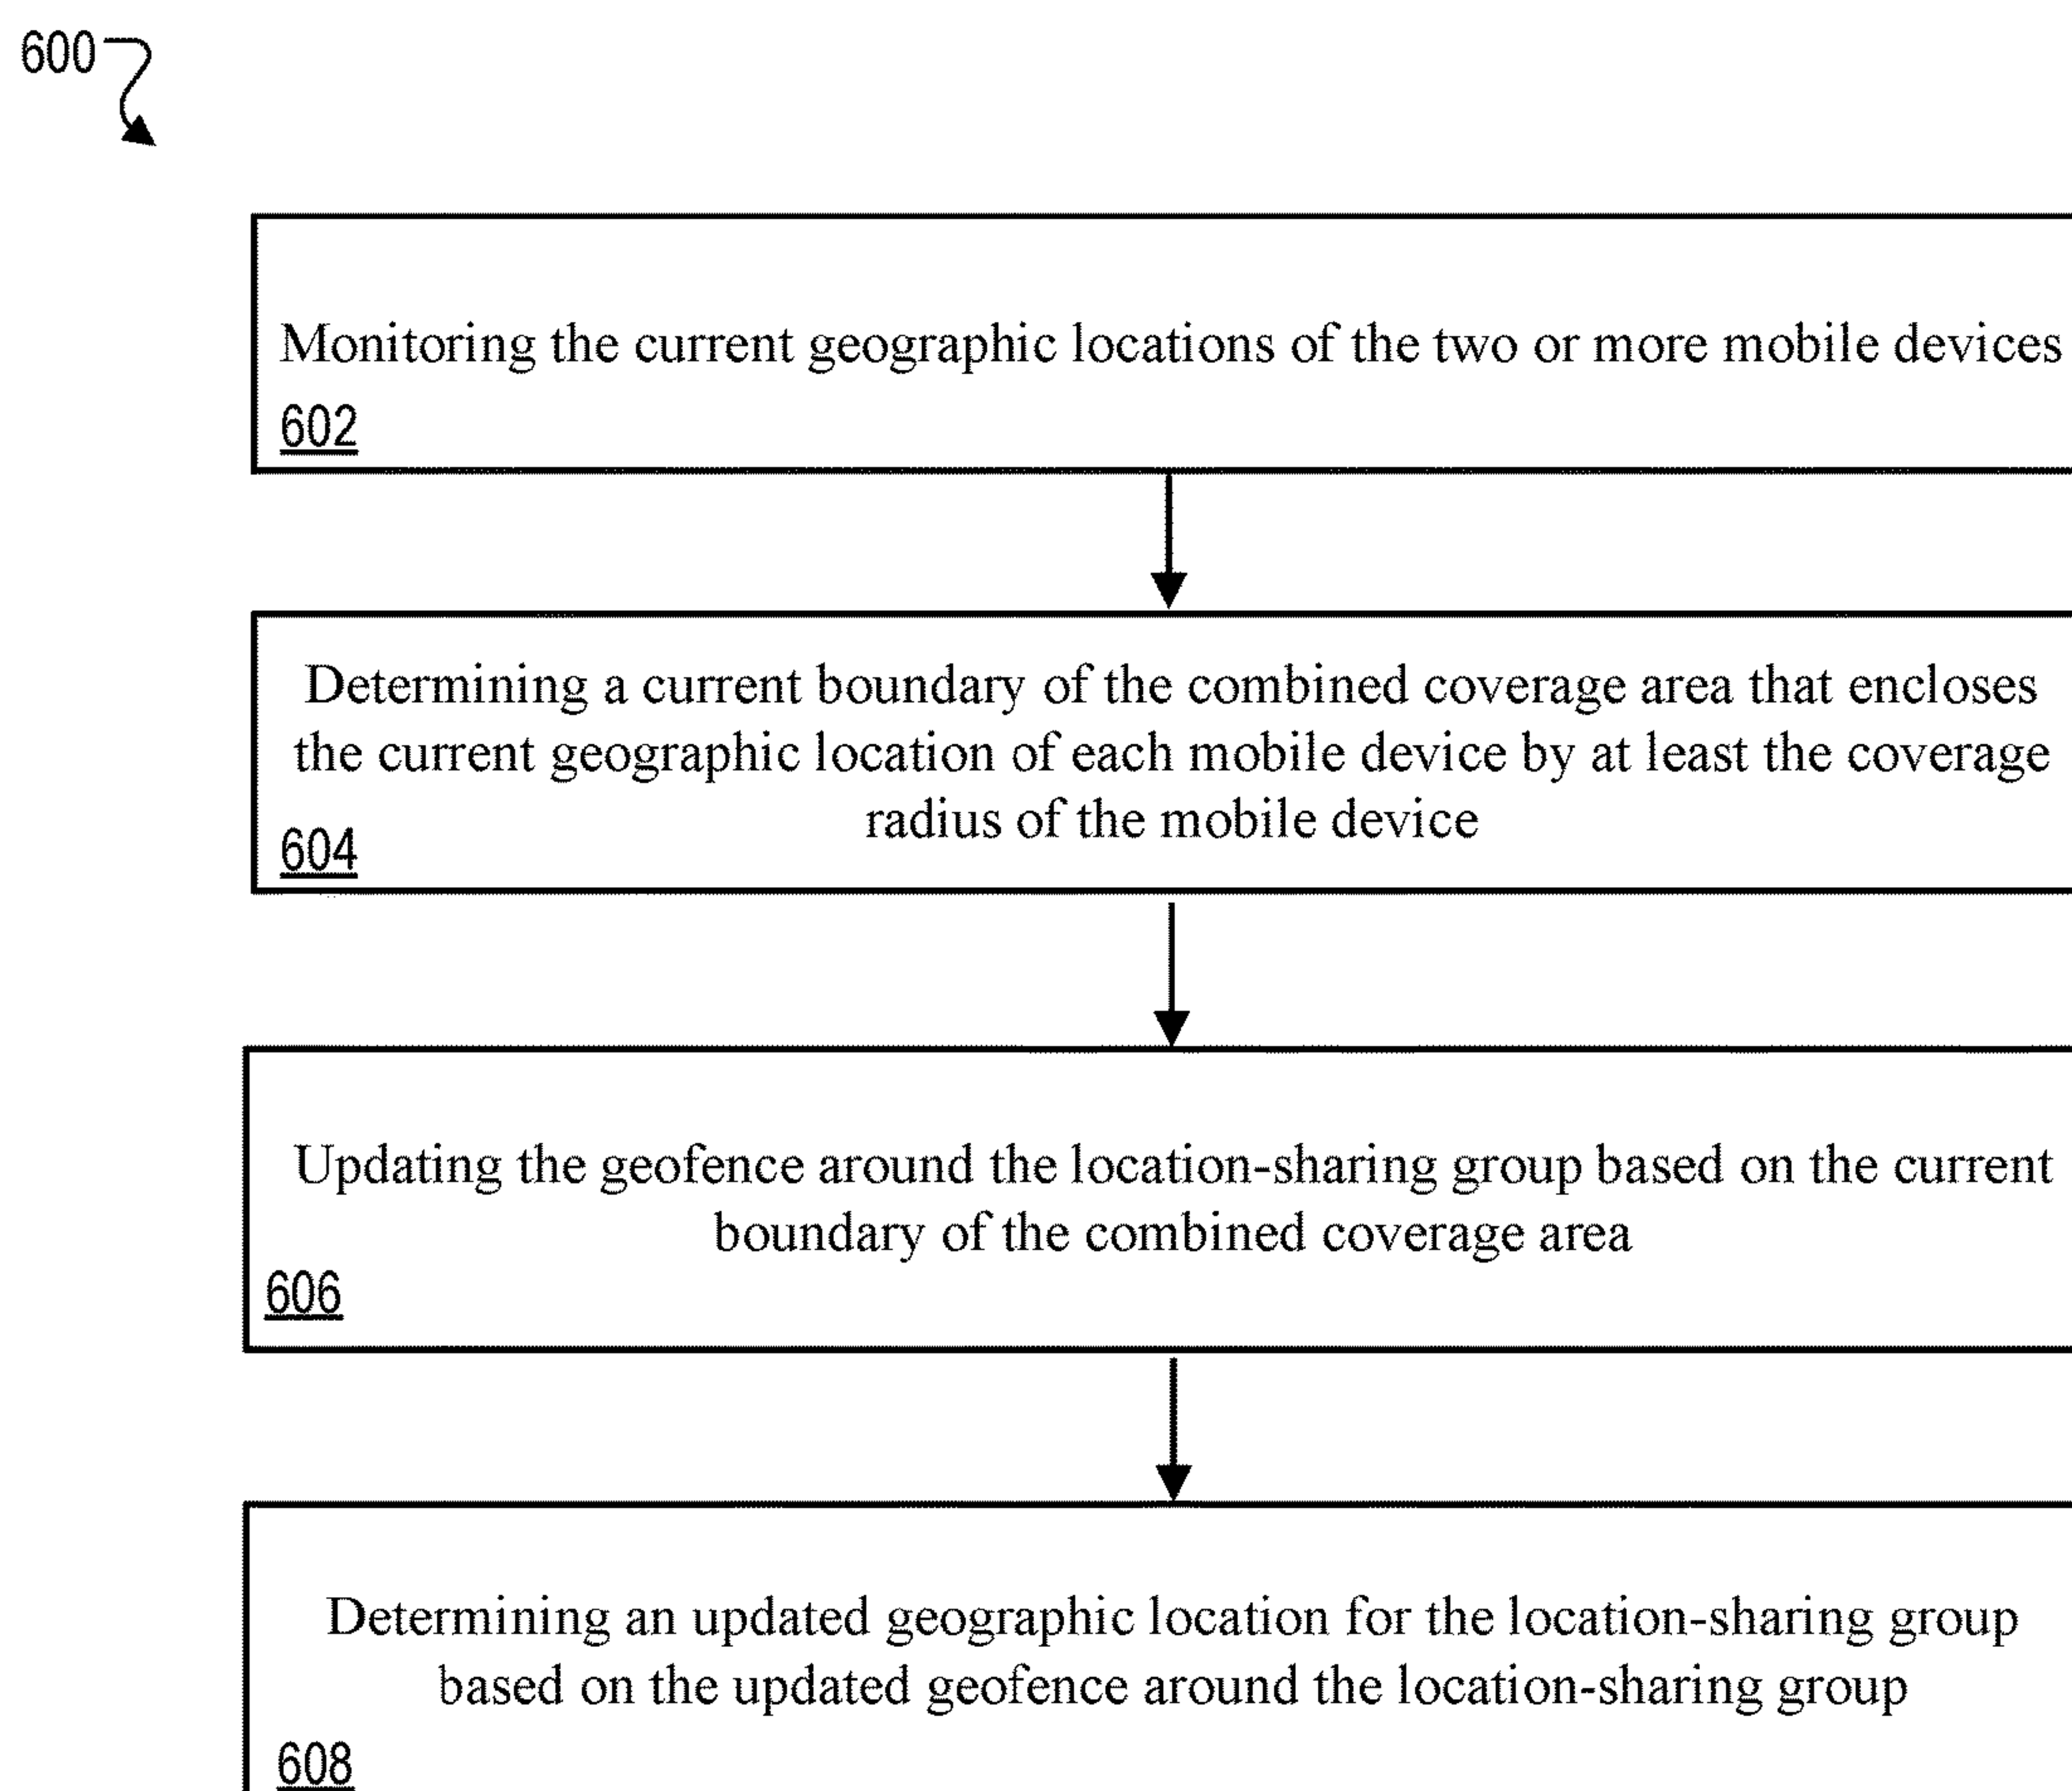 600
Monitoring the current geographic locations of the two or more mobile devices
602
Determining a current boundary of the combined coverage area that encloses
the current geographic location of each mobile device by at least the coverage
radius of the mobile device
604
Updating the geofence around the location-sharing group based on the current
boundary of the combined coverage area
606
Determining an updated geographic location for the location-sharing group
based on the updated geofence around the location-sharing group
608